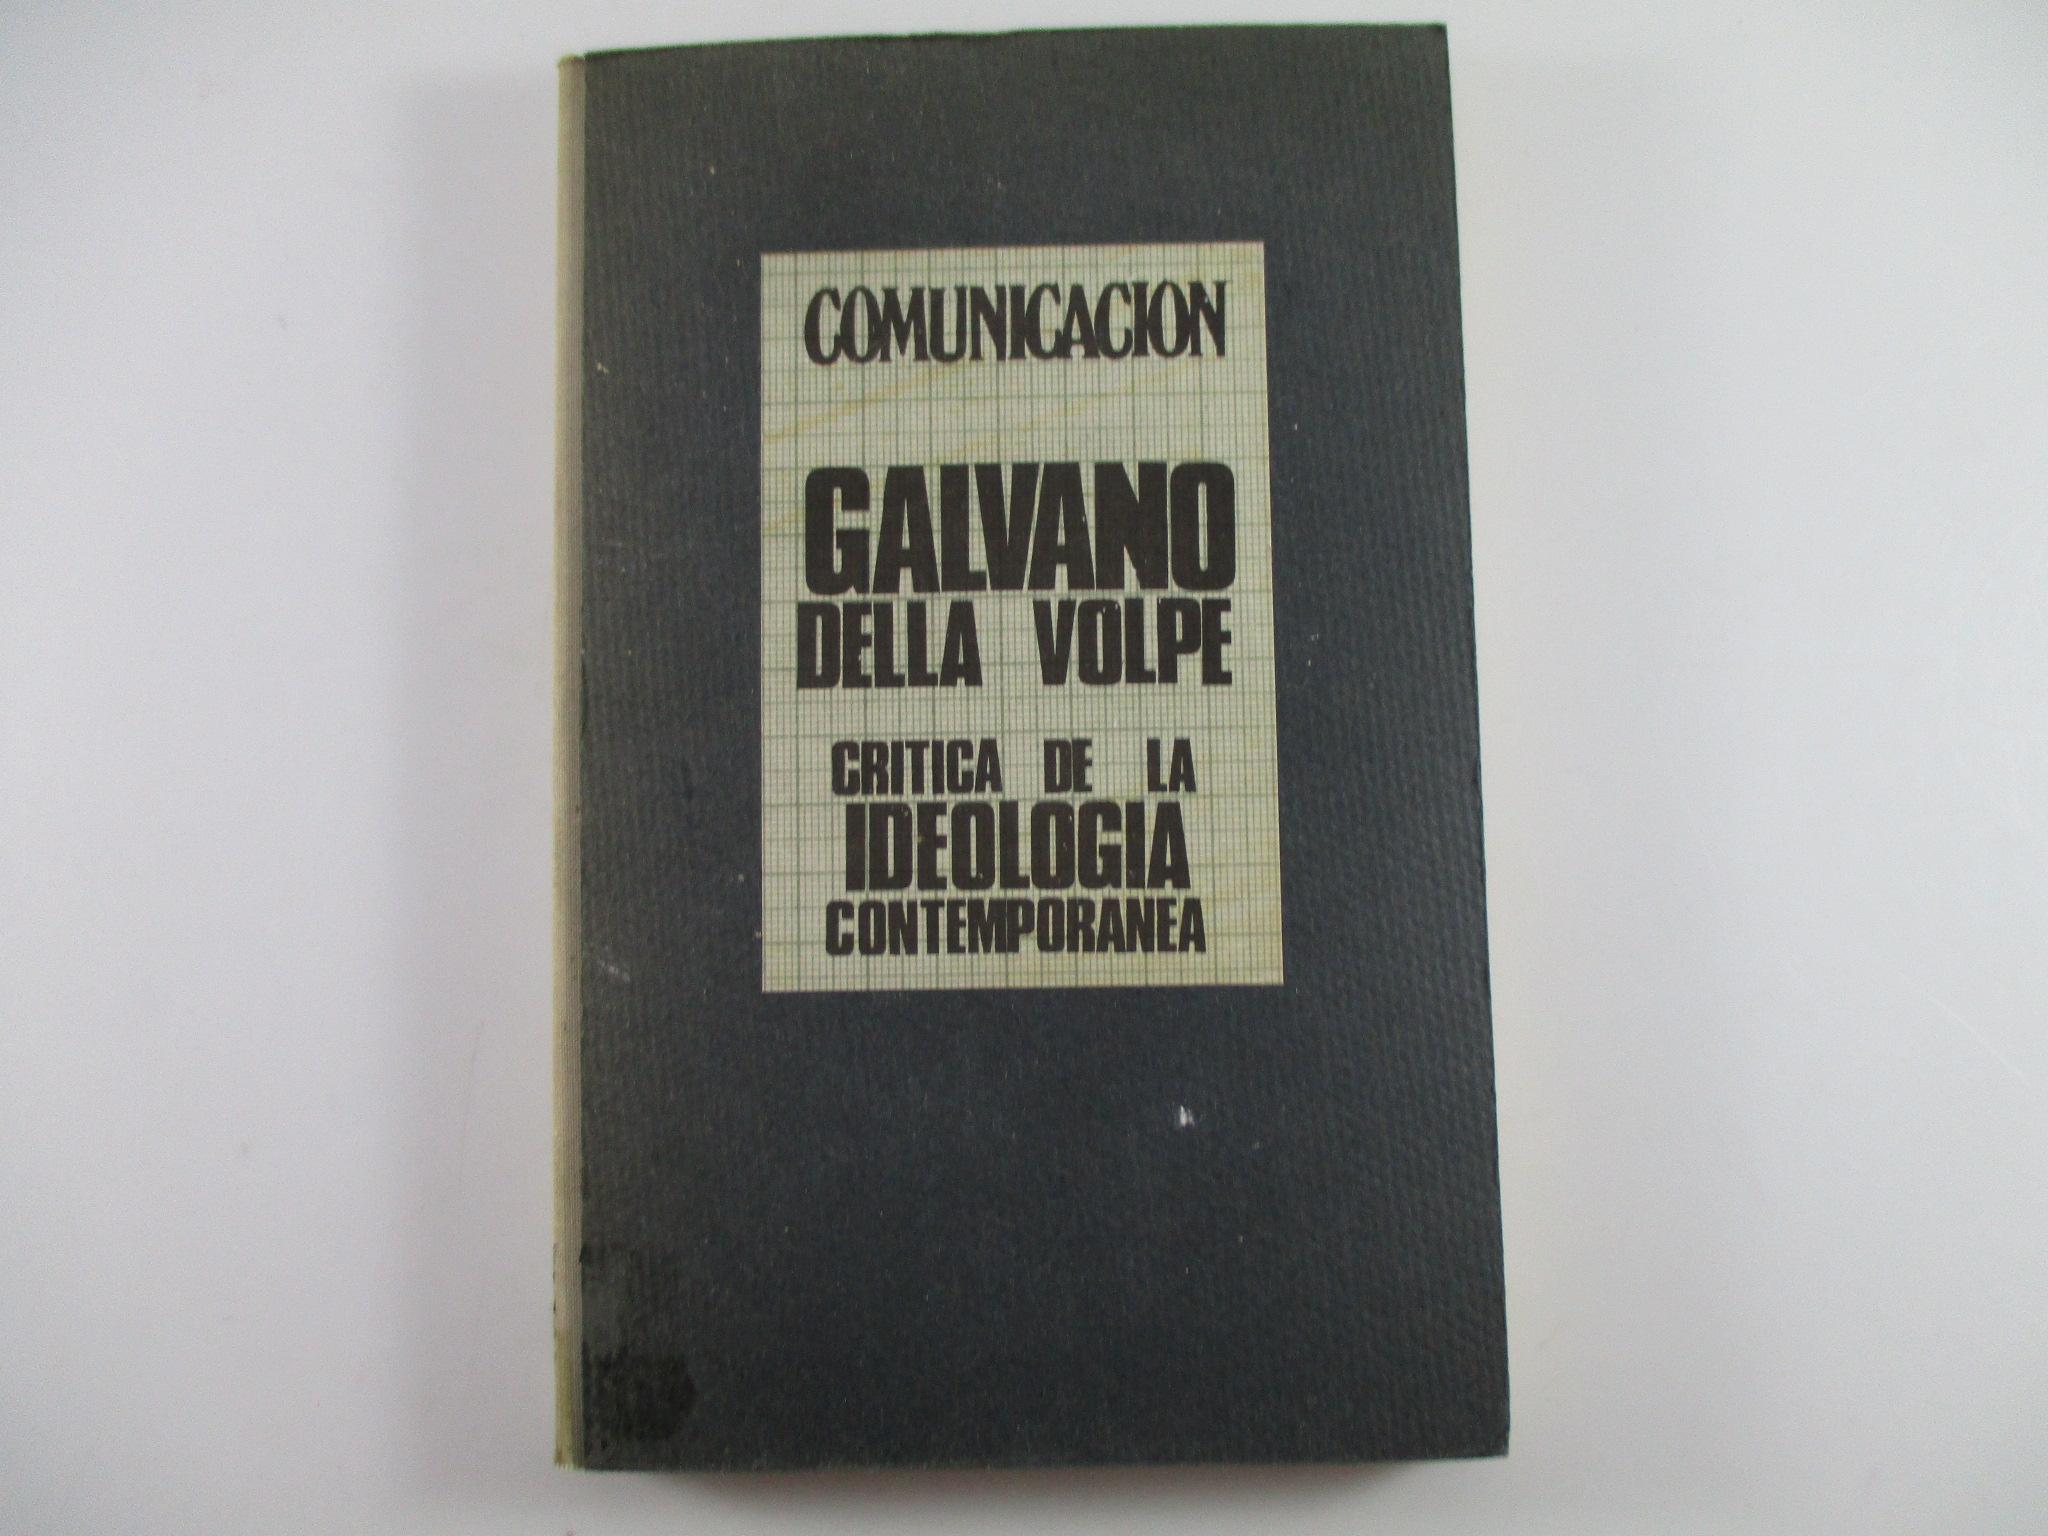 COMUNICACION
GALVANO
DELLA VOLPE
CRITICA DE LA
IDEOLOGIA
CONTEMPORANEA